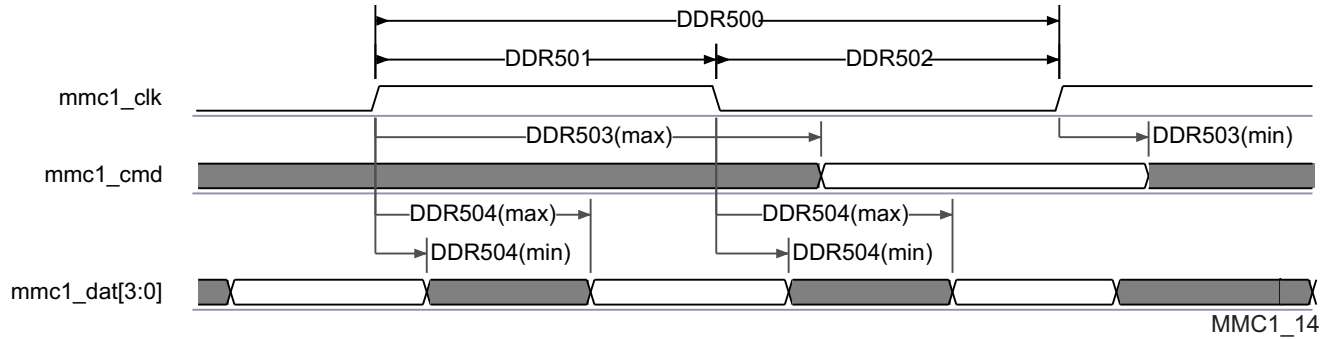 DDR500
DDR501 DDR502
mmc1_clk
DDR503(max) DDR503(min)
mmc1_cmd
DDR504(max) DDR504(max)
DDR504(min) DDR504(min)
mmc1_dat[3:0]
MMC1_14